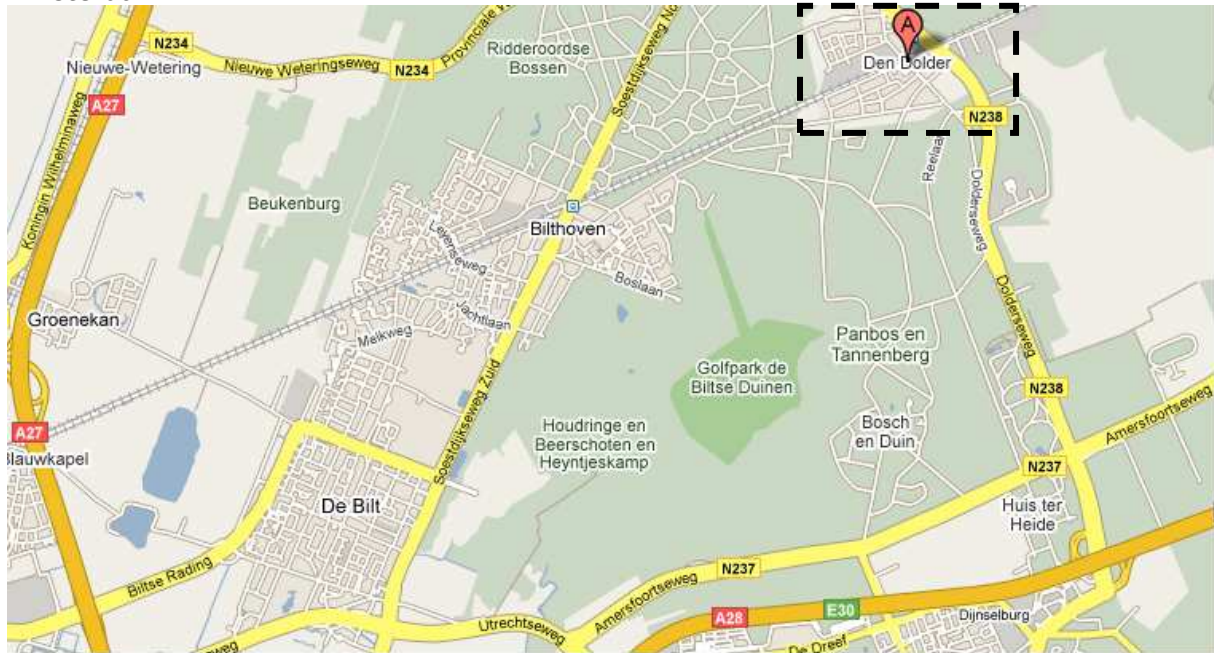 N234
Nieuwe-Wetering
Nieuwe Weteringseweg
N234
Ridderoordse
Bossen
A
Den Dolder
A27
Koningin Wilhelminaweg
N238
Reelaan
Beukenburg
Bilthoven
Leyenseweg
Boslaan
Dolderseweg
Dolderseweg
Groenekan
Jachtlaan
Melkweg
Panbos en
Tannenberg
Golfpark de
Biltse Duinen
N238
Soestdijkseweg Zuid
Amersfoortseweg
A27
Houdringe en
Beerschoten en
Heyntjeskamp
Bosch
en Duin
N237
De Bilt
Huis ter
Heide
Biltse Rading
N237
Amersfoortseweg
Utrechtseweg
A28
E30
Dijnselburg
De Dreef